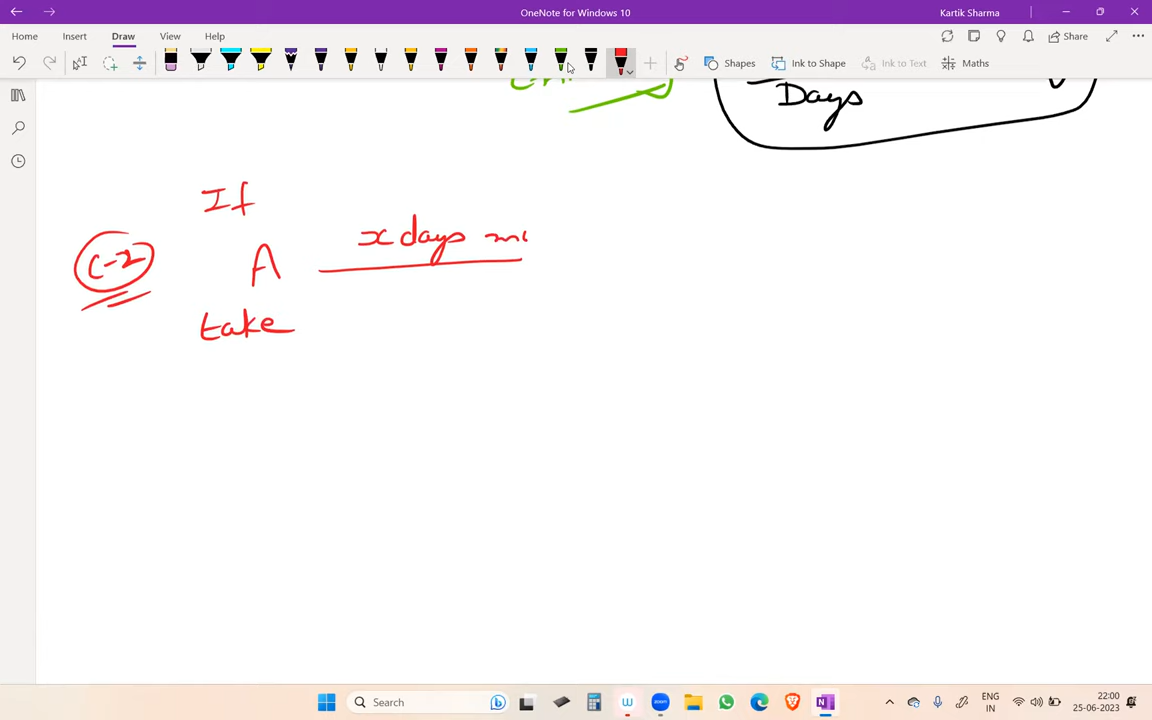 OneNote for Windows 10
Kartik Sharma
Home Insert Draw View Help
Share
Shapes Ink to Shape Ink to Text Maths
Days
If
x days
C-2
A
take
Search
ENG
IN
22:00
25-06-2023